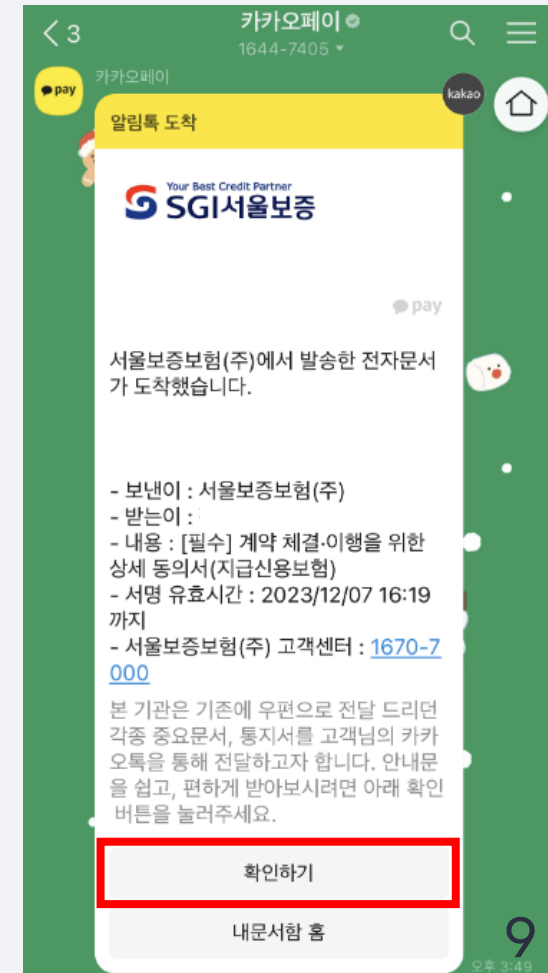 < 3
카카오페이
1644-7405
pay
카카오페이
kakao
알림톡 도착
Your Best Credit Partner
SGI서울보증
pay
서울보증보험(주)에서 발송한 전자문서
가 도착했습니다.
- 보낸이 : 서울보증보험(주)
- 받는이 :
- 내용 : [필수] 계약 체결·이행을 위한
상세 동의서(지급신용보험)
- 서명 유효시간 : 2023/12/07 16:19
까지
- 서울보증보험(주) 고객센터 : 1670-7
000
본 기관은 기존에 우편으로 전달 드리던
각종 중요문서, 통지서를 고객님의 카카
오톡을 통해 전달하고자 합니다. 안내문
을 쉽고, 편하게 받아보시려면 아래 확인
버튼을 눌러주세요.
확인하기
내문서함 홈
9
오후 3:49